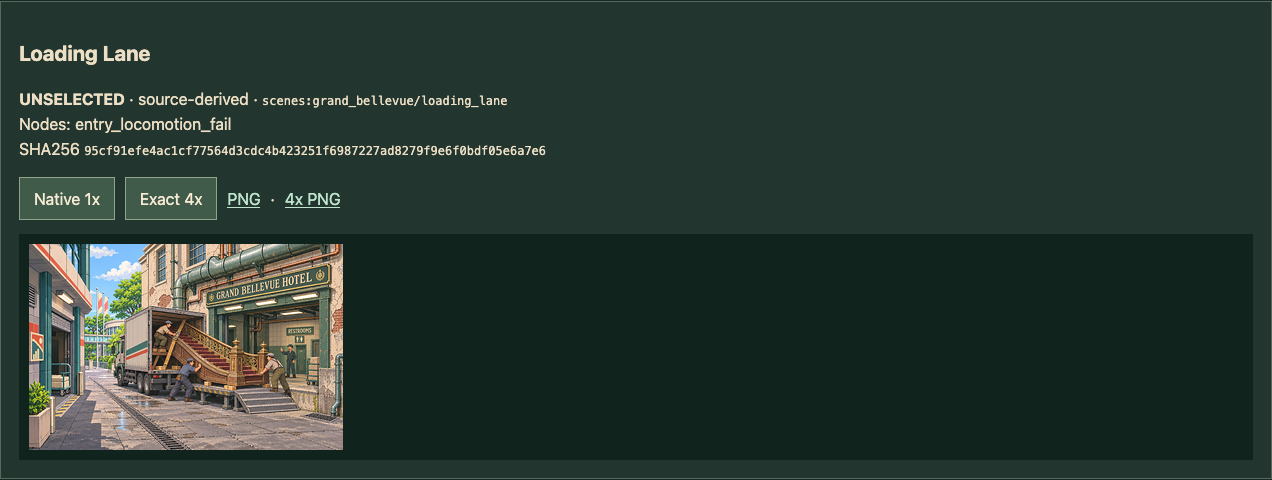 Loading Lane
UNSELECTED · source-derived · scenes:grand_bellevue/loading_lane
Nodes: entry_locomotion_fail
SHA256 95cf91efe4ac1cf77564d3cdc4b423251f6987227ad8279f9e6f0bdf05e6a7e6
Native 1x Exact 4x PNG · 4x PNG
GRAND BELLEVUE HOTEL
RESTROOMS